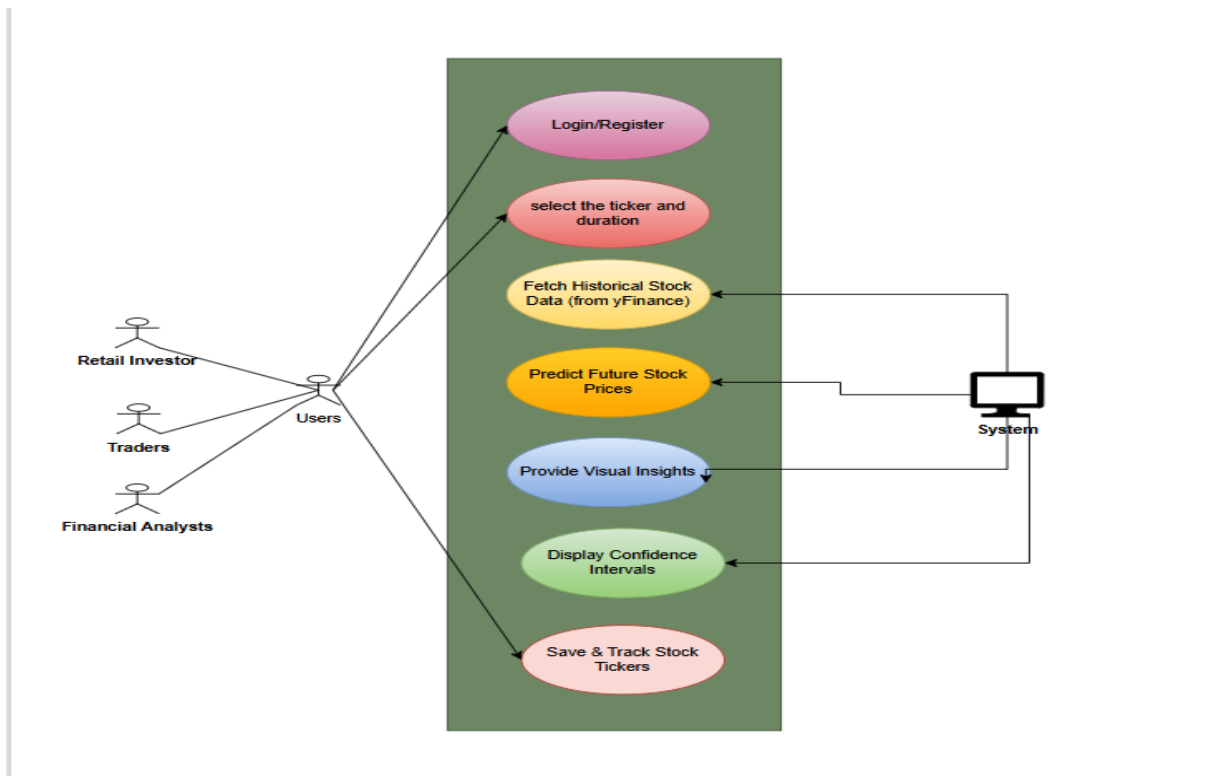 Login/Register
select the ticker and
duration
Fetch Historical Stock
Data (from yFinance)
Retail Investor
Predict Future Stock
Prices
Users
System
Traders
Provide Visual Insights
Financial Analysts
Display Confidence
Intervals
Save & Track Stock
Tickers